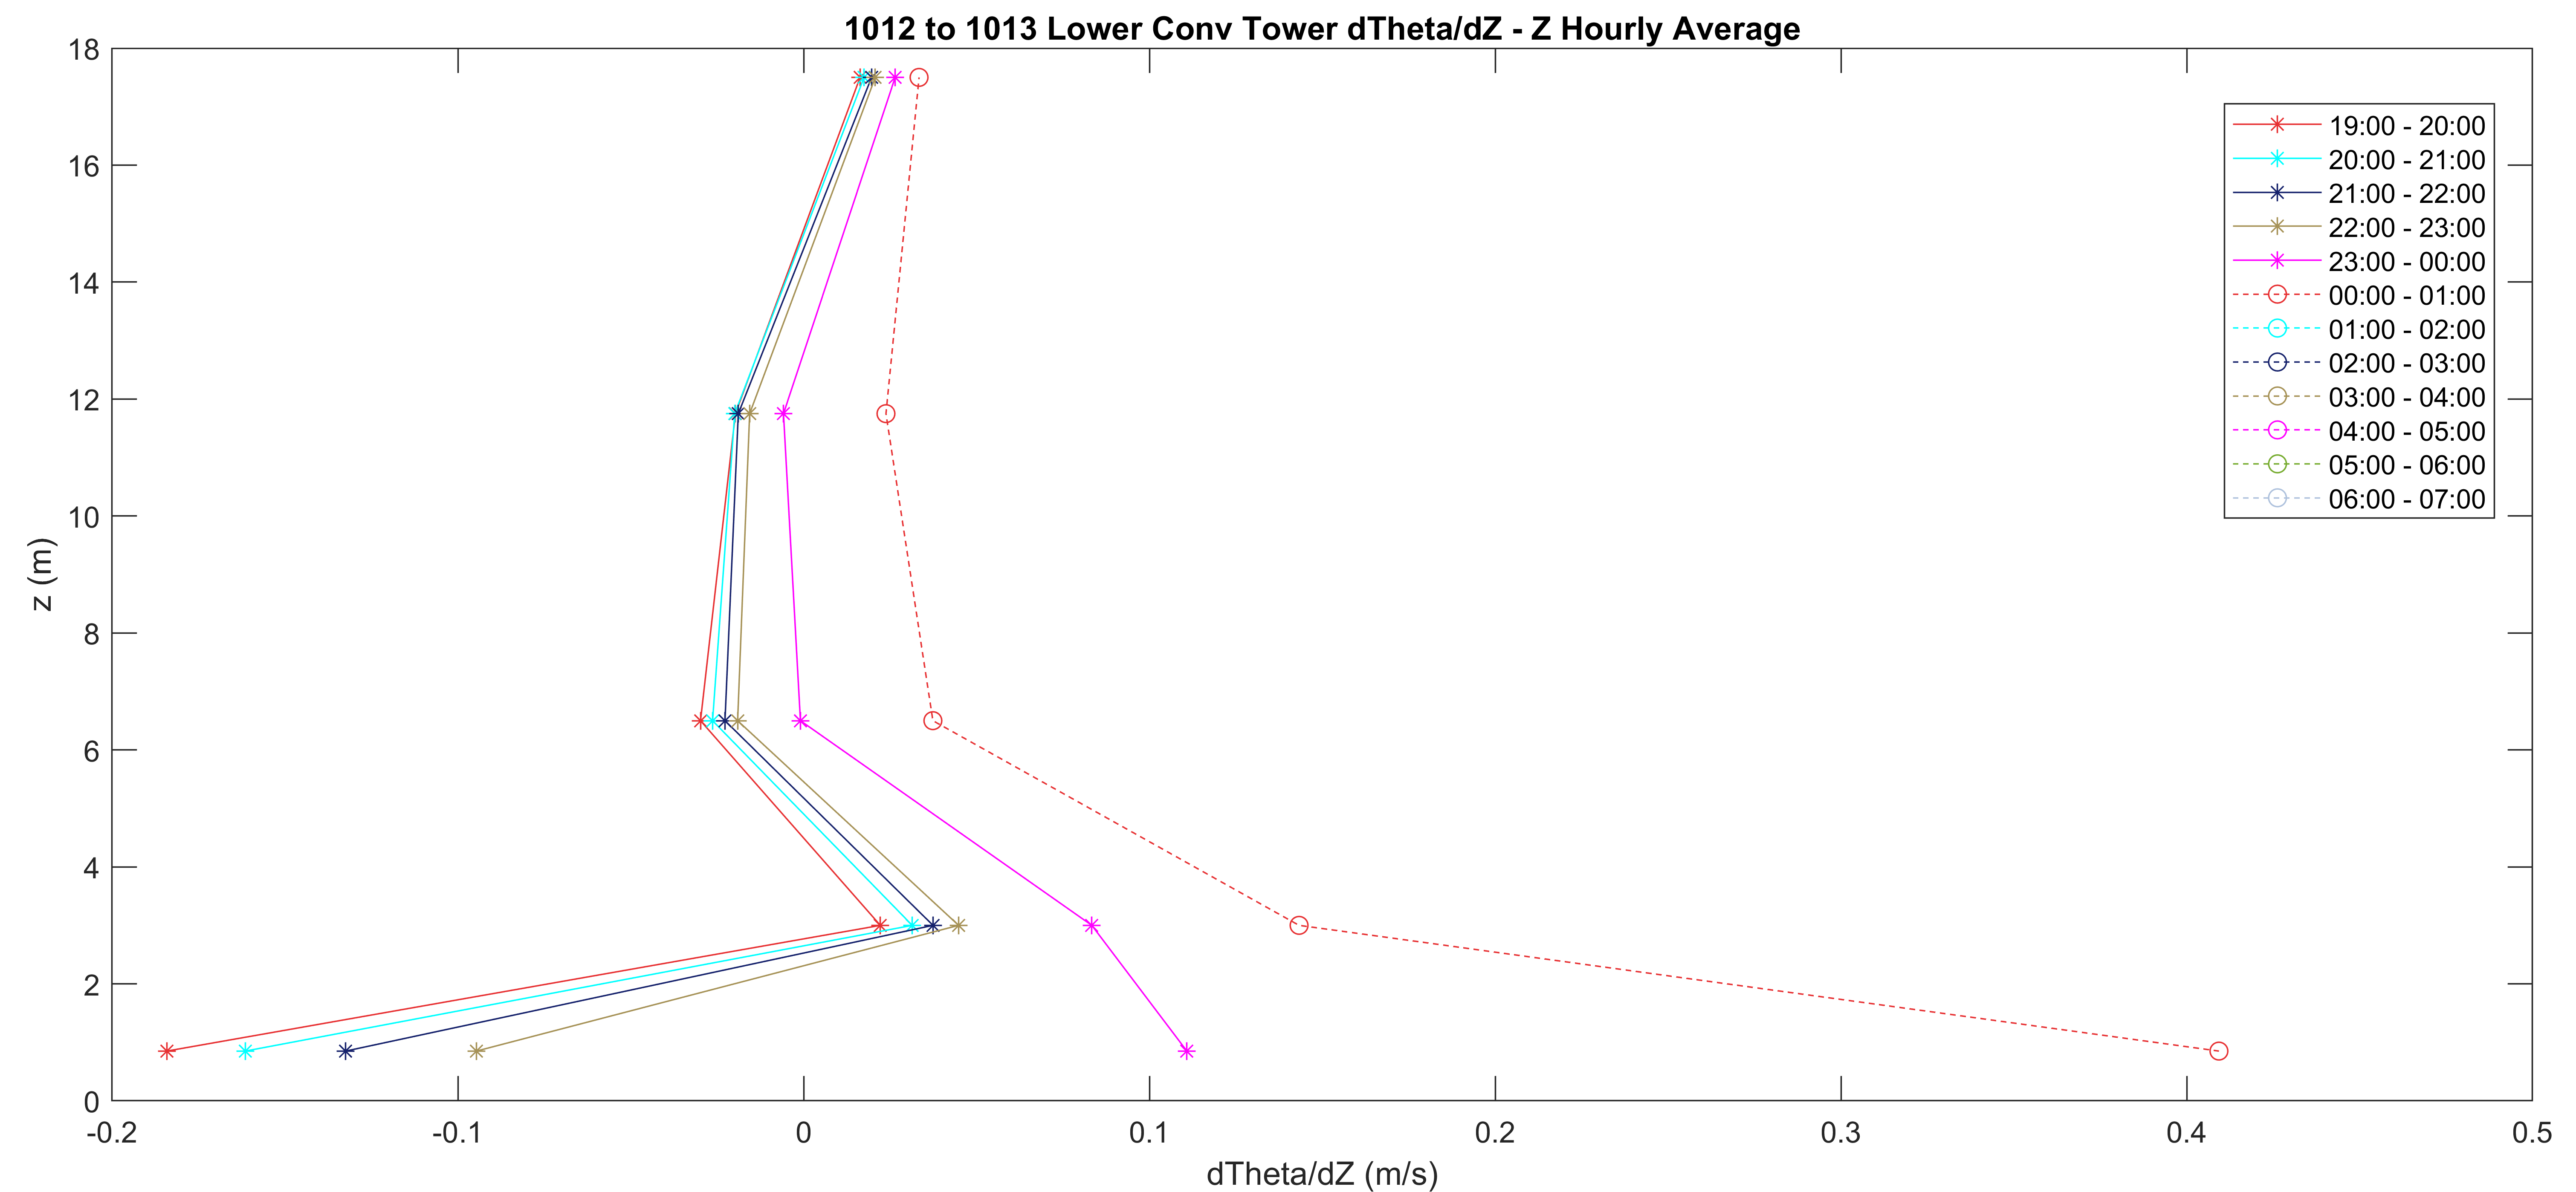 1012 to 1013 Lower Conv Tower dTheta/dZ - Z Hourly Average
18
16
14
12
10
8
6
4
2
0
z (m)
19:00 - 20:00
20:00 - 21:00
21:00 - 22:00
22:00 - 23:00
23:00 - 00:00
00:00 - 01:00
01:00 - 02:00
02:00 - 03:00
03:00 - 04:00
04:00 - 05:00
05:00 - 06:00
06:00 - 07:00
-0.2 -0.1 0 0.1 0.2 0.3 0.4 0.5
dTheta/dZ (m/s)